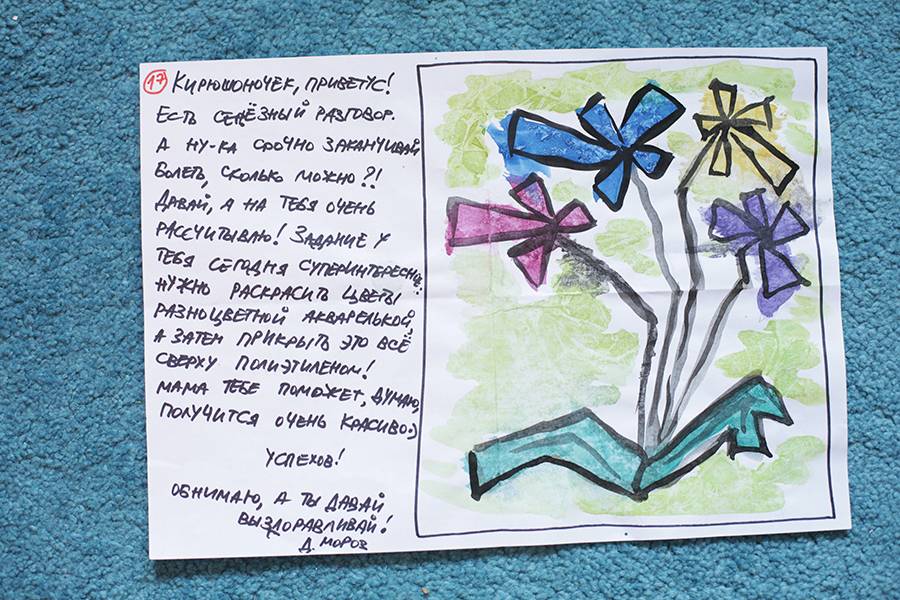 17 Кирюшоночек, приветус!
Есть сеьёзный разговор.
А ну-ка срочно заканчивай
болеть, сколько можно?!
Давай, а на тебя очень
рассчитываю! Задание у
тебя сегодня суперинтересное:
нужно раскрасить цветы
разноцветной акварелькой,
а затем прикрыть это всё
сверху полиэтиленом!
Мама тебе поможет, думаю,
получится очень красиво:)
Успехов!
Обнимаю, а ты давай
выздоравливай!
Д. Мороз